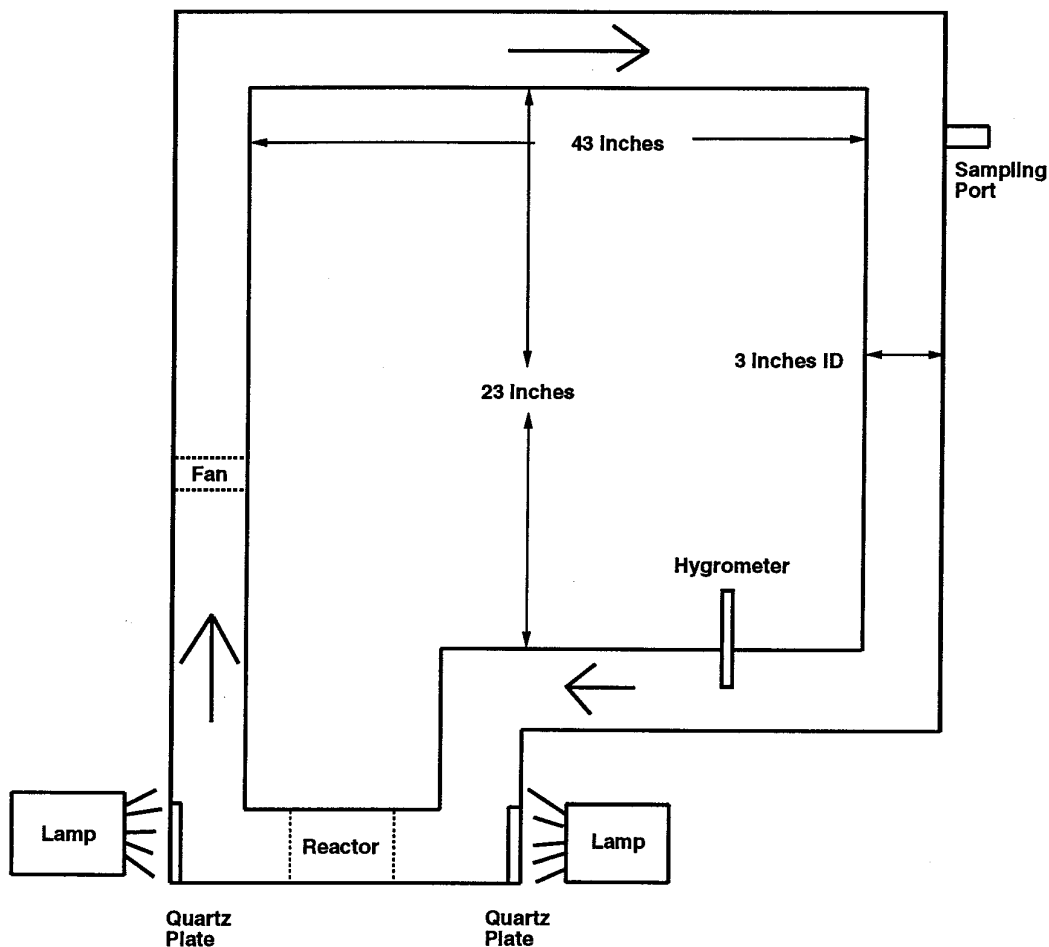 43 Inches
Sampling
Port
3 Inches ID
23 Inches
Fan
Hygrometer
Lamp
Reactor
Lamp
Quartz
Plate
Quartz
Plate